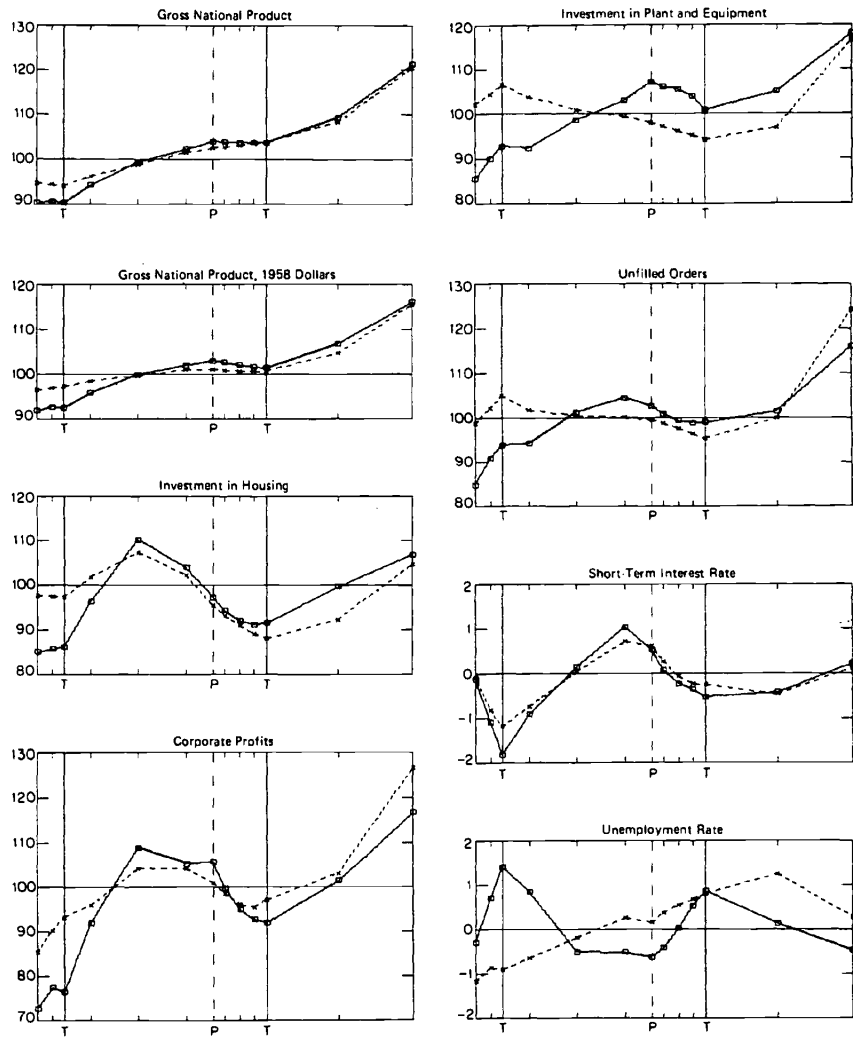 Gross National Product
130
120
110
100
90
T P T
Gross National Product, 1958 Dollars
120
110
100
90
T P T
Investment in Housing
120
110
100
90
80
T P T
Corporate Profits
130
120
110
100
90
80
70
T P T
Investment in Plant and Equipment
120
110
100
90
80
T P T
Unfilled Orders
130
120
110
100
90
80
T P T
Short-Term Interest Rate
2
1
0
-1
-2
T P T
Unemployment Rate
2
1
0
-1
-2
T P T